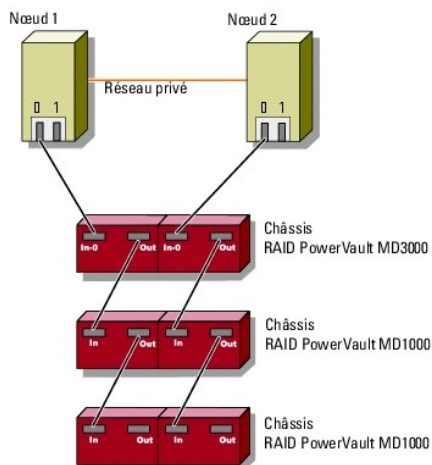 Nœud 1
Nœud 2
Réseau privé
0 1
0 1
In-0 Out In-0 Out
Châssis
RAID PowerVault MD3000
In Out In Out
Châssis
RAID PowerVault MD1000
In Out In Out
Châssis
RAID PowerVault MD1000